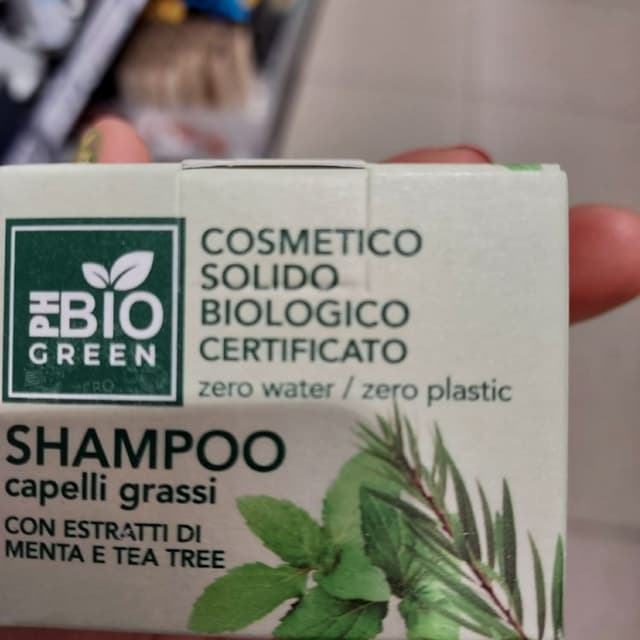 PH BIO
GREEN
COSMETICO
SOLIDO
BIOLOGICO
CERTIFICATO
zero water / zero plastic
SHAMPOO
capelli grassi
CON ESTRATTI DI
MENTA E TEA TREE